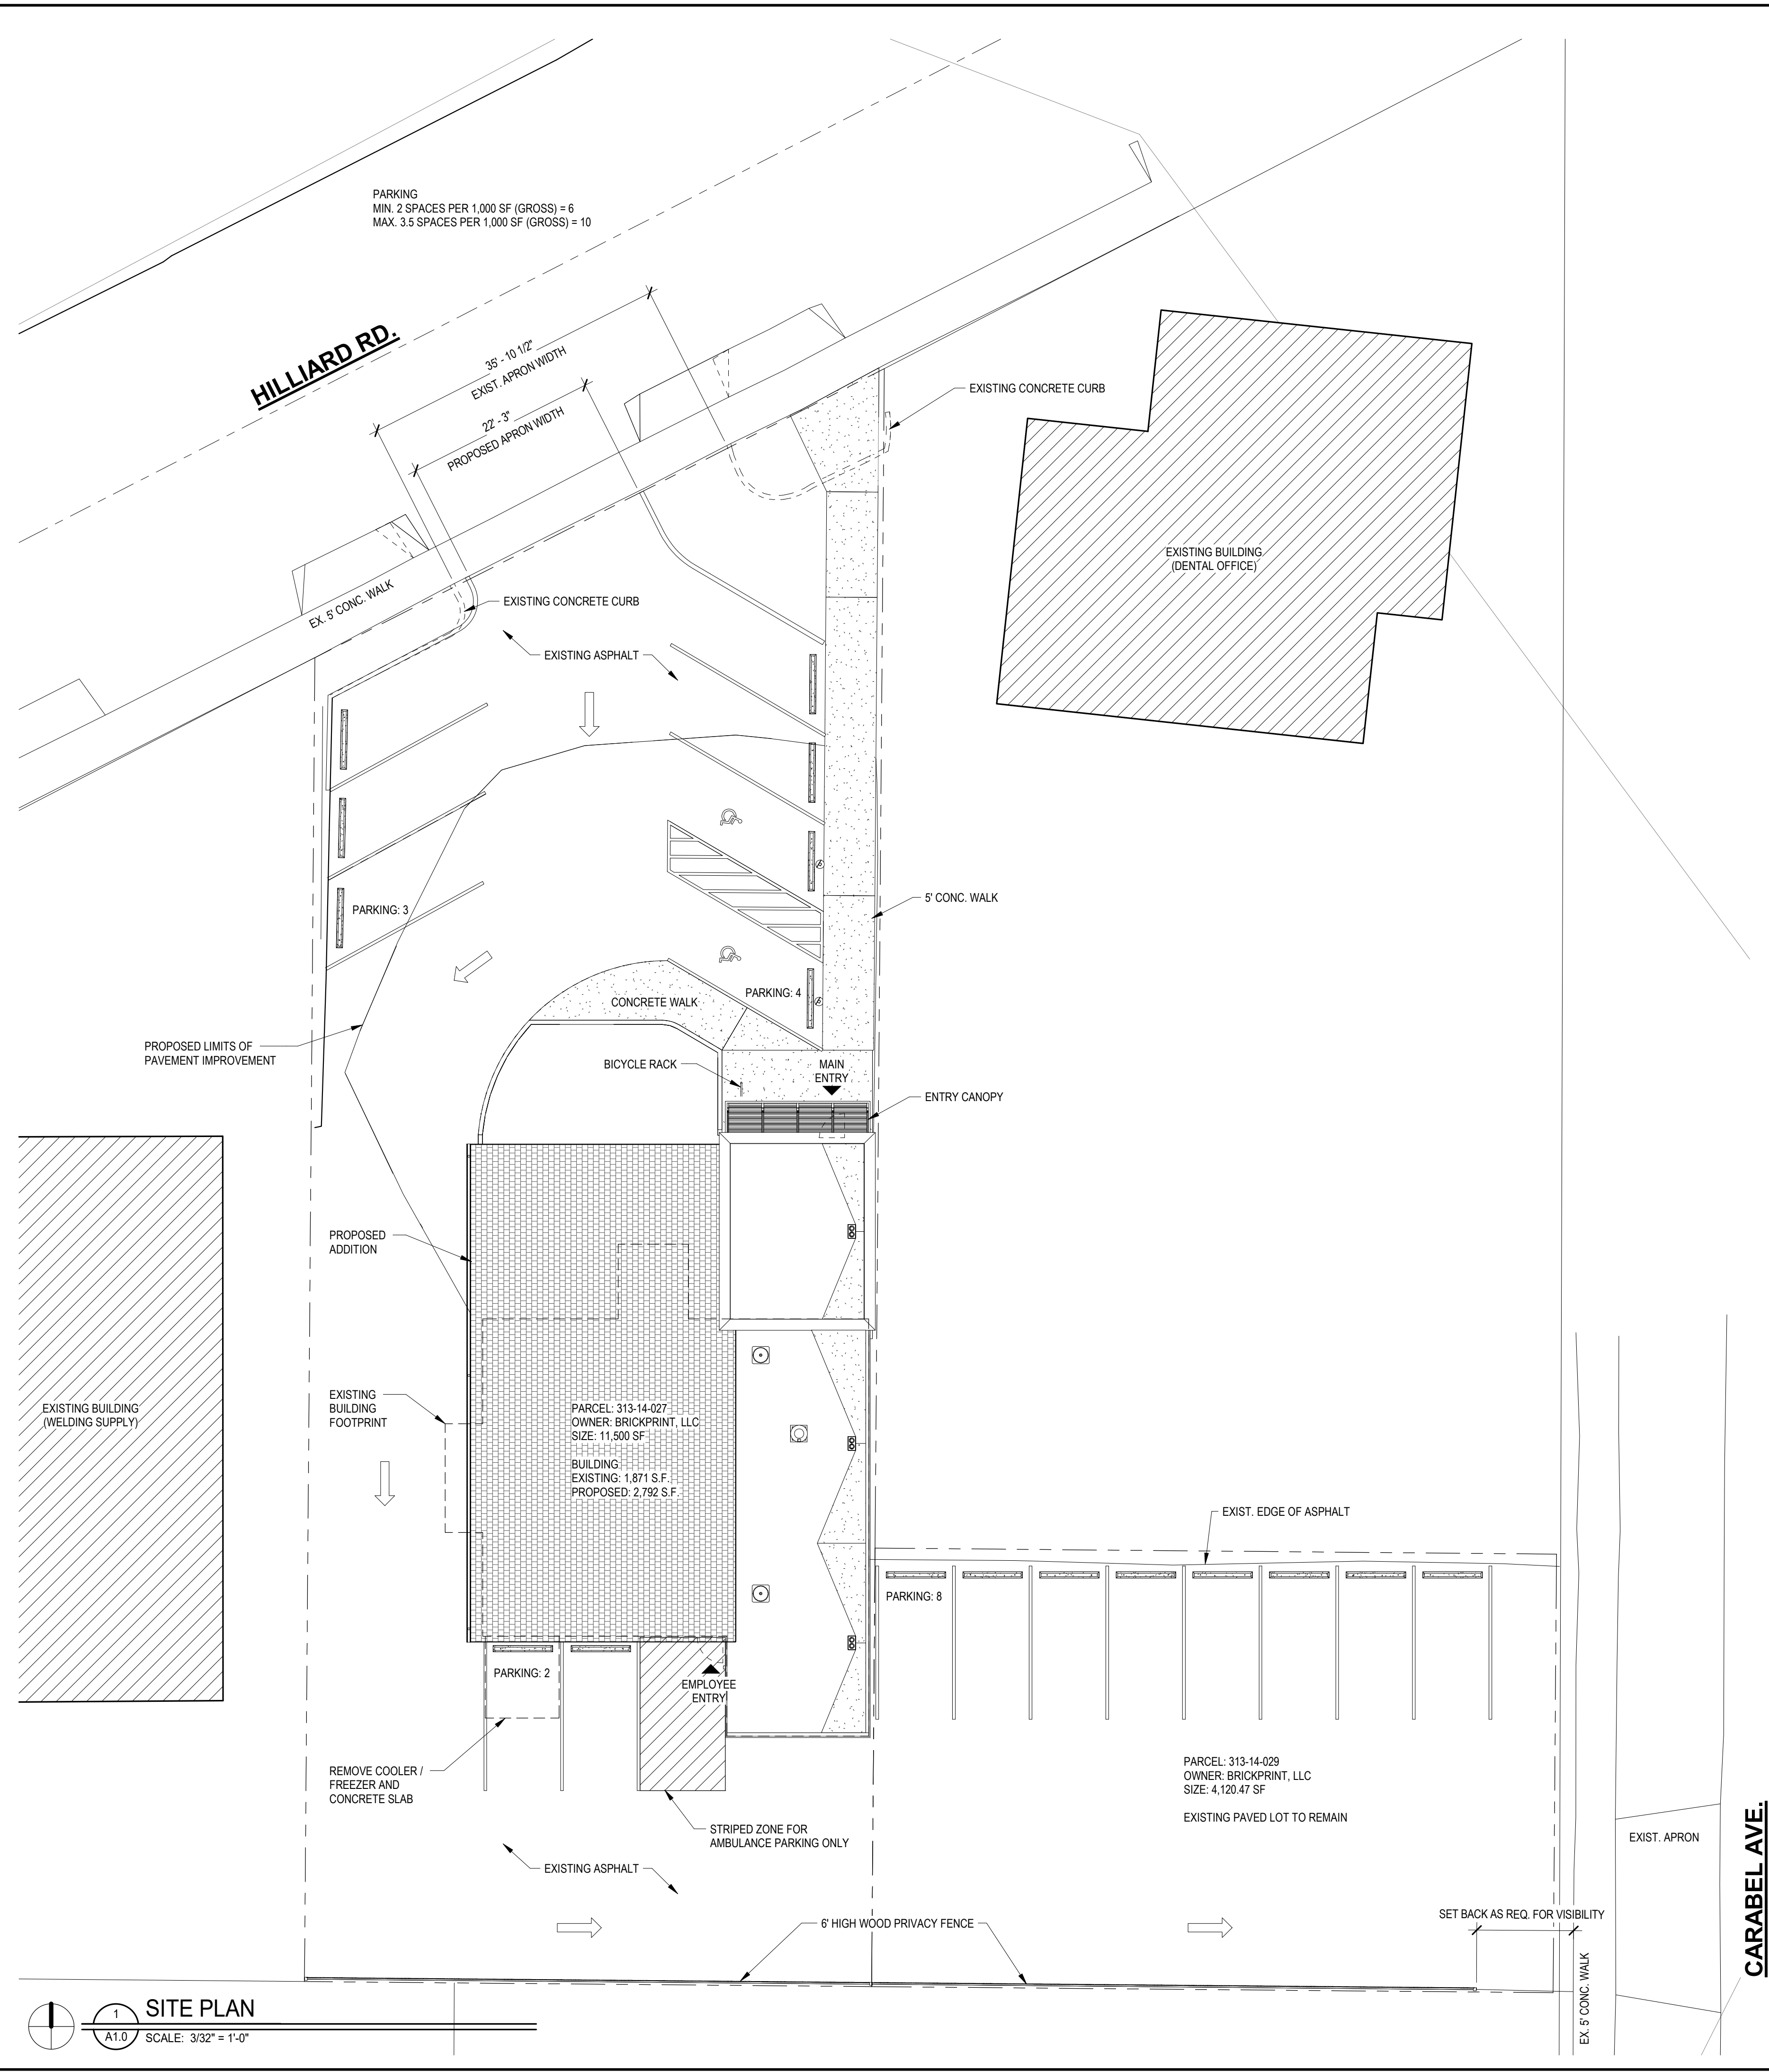 PARKING
MIN. 2 SPACES PER 1,000 SF (GROSS) = 6
MAX. 3.5 SPACES PER 1,000 SF (GROSS) = 10
HILLIARD RD.
35' - 10 1/2"
EXIST. APRON WIDTH
22' - 3"
PROPOSED APRON WIDTH
EXISTING CONCRETE CURB
EXISTING BUILDING
(DENTAL OFFICE)
EX. 5' CONC. WALK
EXISTING CONCRETE CURB
EXISTING ASPHALT
PARKING: 3
5' CONC. WALK
PARKING: 4
CONCRETE WALK
PROPOSED LIMITS OF
PAVEMENT IMPROVEMENT
BICYCLE RACK
MAIN
ENTRY
ENTRY CANOPY
PROPOSED
ADDITION
EXISTING
BUILDING
FOOTPRINT
EXISTING BUILDING
(WELDING SUPPLY)
PARCEL: 313-14-027
OWNER: BRICKPRINT, LLC
SIZE: 11,500 SF
BUILDING
EXISTING: 1,871 S.F.
PROPOSED: 2,792 S.F.
EXIST. EDGE OF ASPHALT
PARKING: 8
PARKING: 2
EMPLOYEE
ENTRY
REMOVE COOLER /
FREEZER AND
CONCRETE SLAB
PARCEL: 313-14-029
OWNER: BRICKPRINT, LLC
SIZE: 4,120.47 SF
EXISTING PAVED LOT TO REMAIN
STRIPED ZONE FOR
AMBULANCE PARKING ONLY
EXIST. APRON
CARABEL AVE.
EXISTING ASPHALT
6' HIGH WOOD PRIVACY FENCE
SET BACK AS REQ. FOR VISIBILITY
EX. 5' CONC. WALK
1
A1.0
SITE PLAN
SCALE: 3/32" = 1'-0"